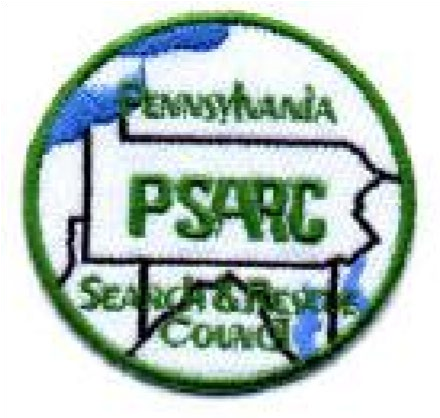 PENNSYLVANIA
PSARC
SEARCH & RESCUE
COUNCIL